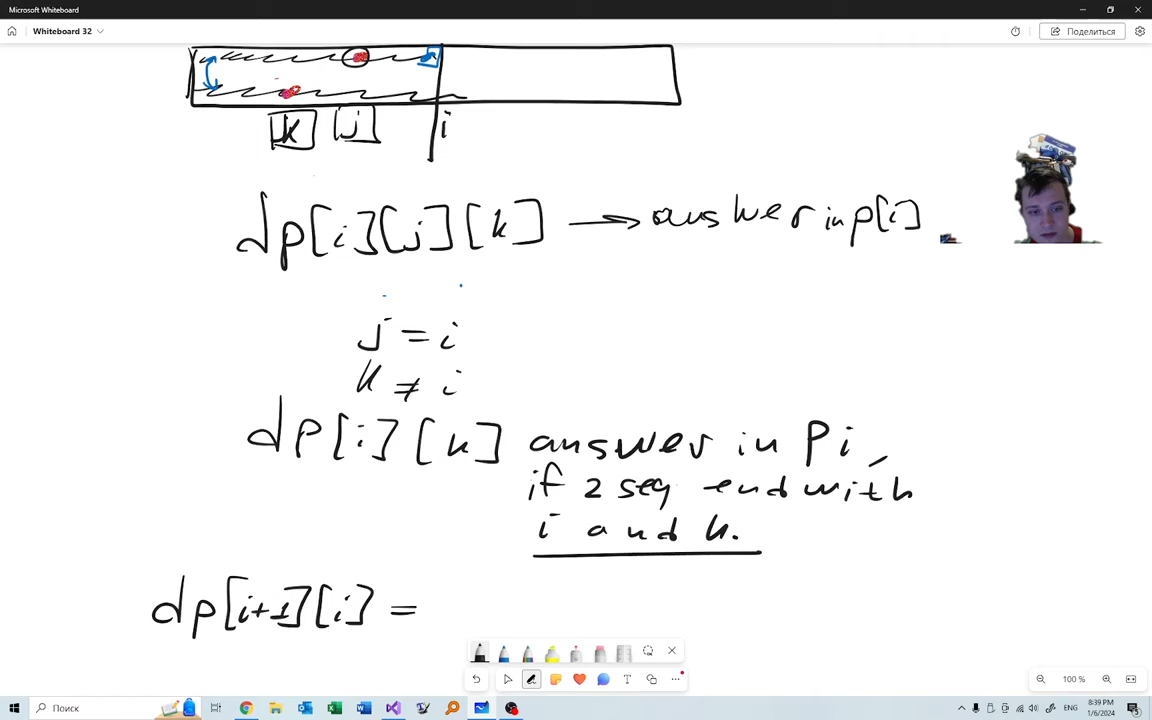 Microsoft Whiteboard
Whiteboard 32
Поделиться
k j i
dp[i][j][k] → answer in p[i]
j = i
k ≠ i
dp[i][k] answer in Pi,
if 2 seq end with
i and k.
dp[i+1][i] =
100 %
Поиск
ENG
8:39 PM
1/6/2024
5